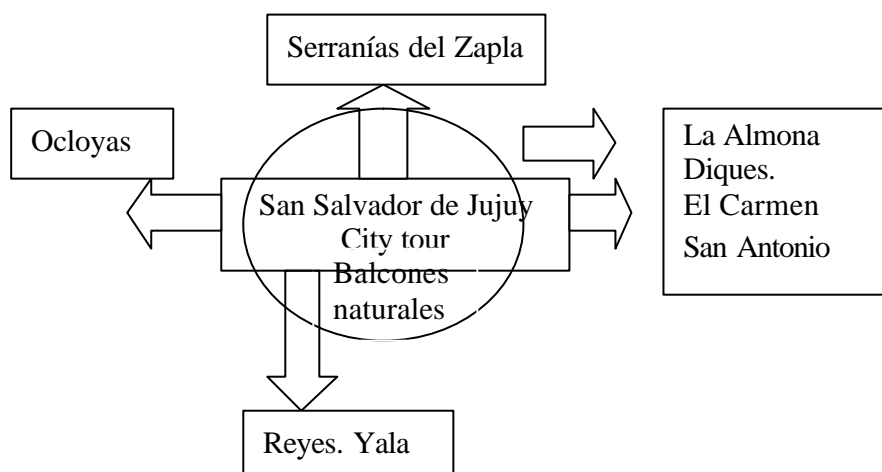 Serranías del Zapla
Ocloyas
La Almona
Diques.
El Carmen
San Antonio
San Salvador de Jujuy
City tour
Balcones
naturales
Reyes. Yala